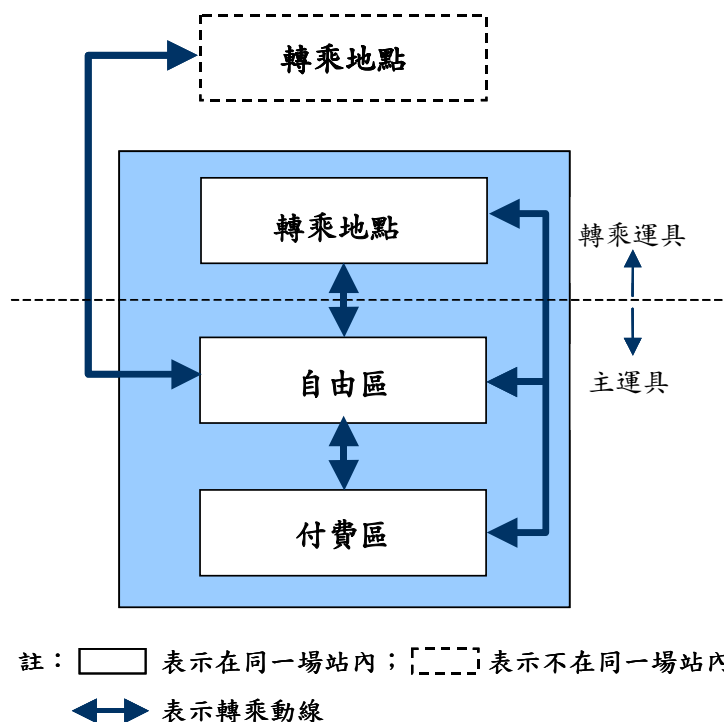 轉乘地點
轉乘地點
轉乘運具
自由區
主運具
付費區
註： 表示在同一場站內； 表示不在同一場站內
表示轉乘動線